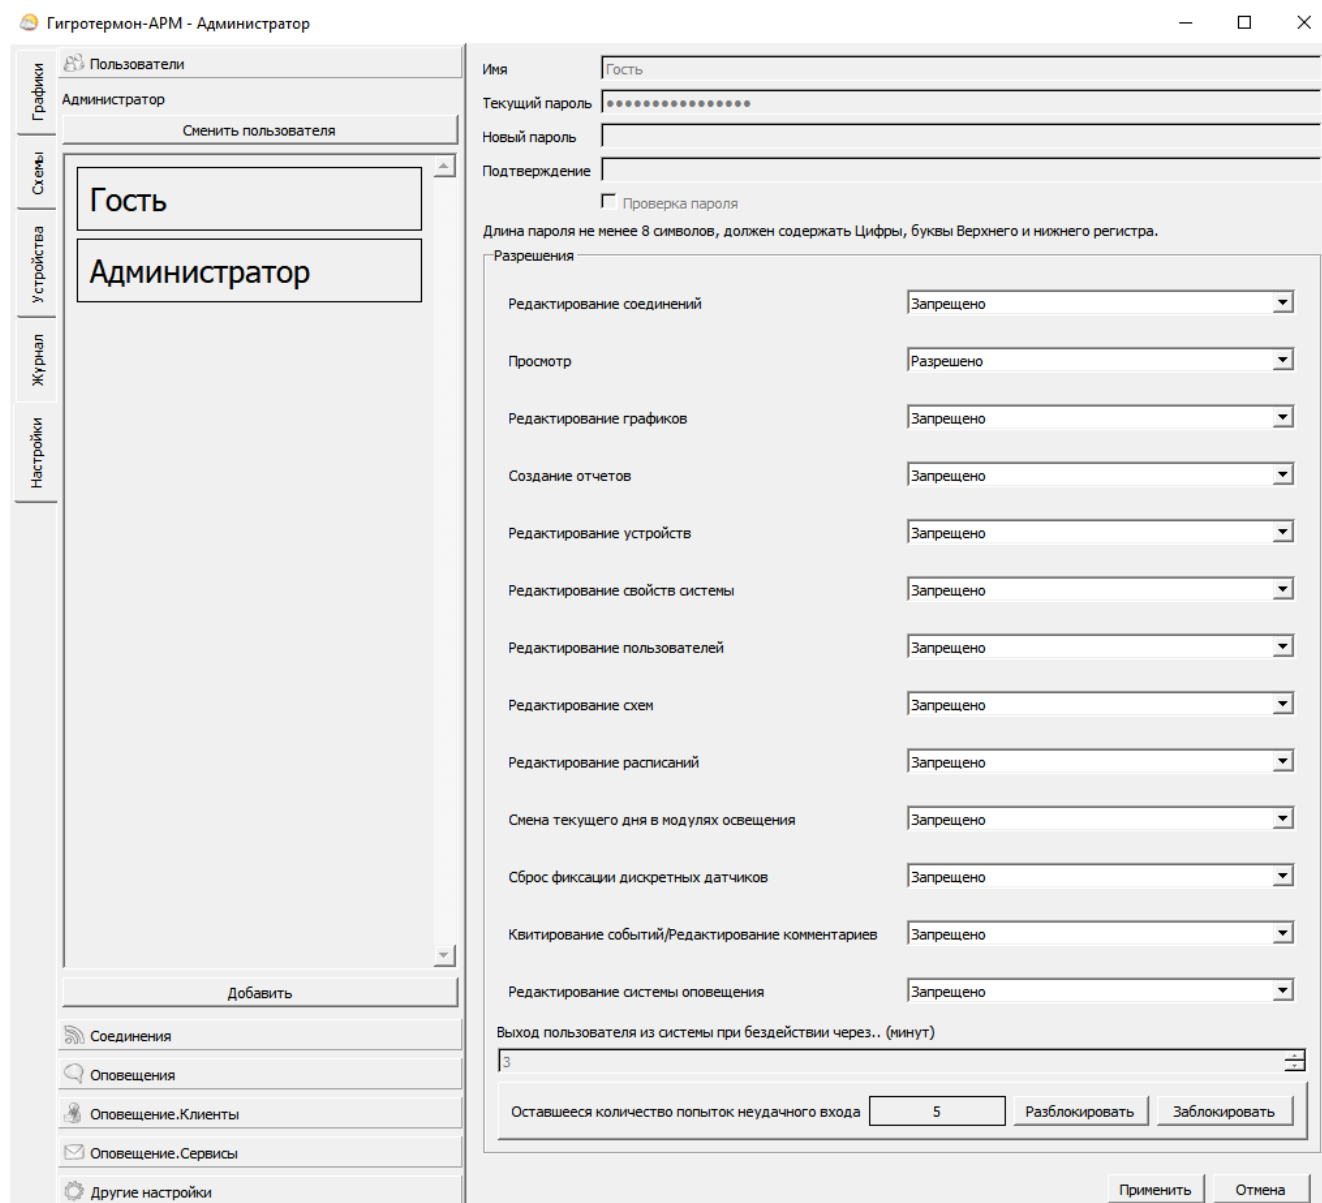 Гигротермон-АРМ - Администратор
Графики
Схемы
Устройства
Журнал
Настройки
Пользователи
Администратор
Сменить пользователя
Гость
Администратор
Добавить
Соединения
Оповещения
Оповещение.Клиенты
Оповещение.Сервисы
Другие настройки
Имя Гость
Текущий пароль ●●●●●●●●●●●●●●●●
Новый пароль
Подтверждение
Проверка пароля
Длина пароля не менее 8 символов, должен содержать Цифры, буквы Верхнего и нижнего регистра.
Разрешения
Редактирование соединений Запрещено
Просмотр Разрешено
Редактирование графиков Запрещено
Создание отчетов Запрещено
Редактирование устройств Запрещено
Редактирование свойств системы Запрещено
Редактирование пользователей Запрещено
Редактирование схем Запрещено
Редактирование расписаний Запрещено
Смена текущего дня в модулях освещения Запрещено
Сброс фиксации дискретных датчиков Запрещено
Квитирование событий/Редактирование комментариев Запрещено
Редактирование системы оповещения Запрещено
Выход пользователя из системы при бездействии через.. (минут)
3
Оставшееся количество попыток неудачного входа 5 Разблокировать Заблокировать
Применить Отмена